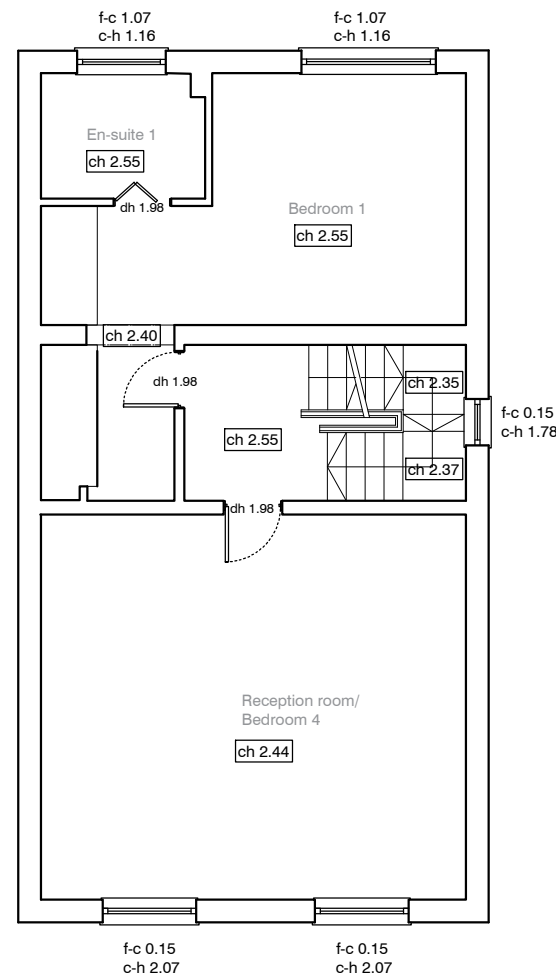 f-c 1.07
c-h 1.16
f-c 1.07
c-h 1.16
En-suite 1
ch 2.55
dh 1.98
Bedroom 1
ch 2.55
ch 2.40
dh 1.98
ch 2.35
f-c 0.15
c-h 1.78
ch 2.55
ch 2.37
dh 1.98
Reception room/
Bedroom 4
ch 2.44
f-c 0.15
c-h 2.07
f-c 0.15
c-h 2.07